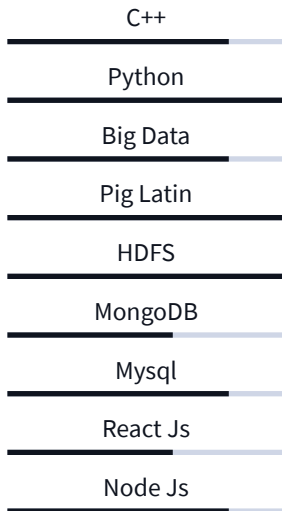 C++
Python
Big Data
Pig Latin
HDFS
MongoDB
Mysql
React Js
Node Js